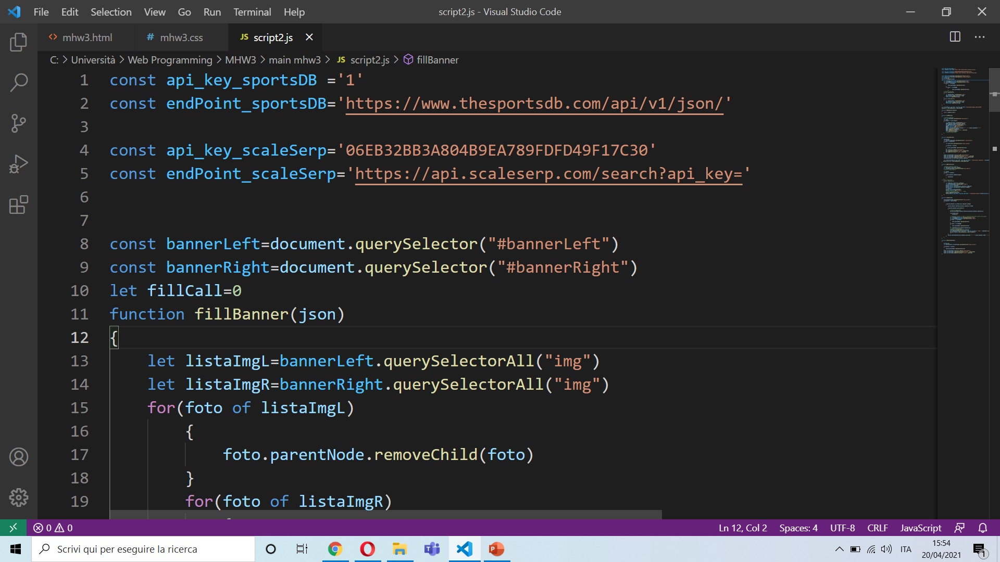 File Edit Selection View Go Run Terminal Help
script2.js - Visual Studio Code
<> mhw3.html # mhw3.css JS script2.js
C: > Università > Web Programming > MHW3 > main mhw3 > JS script2.js > fillBanner
1 const api_key_sportsDB ='1'
2 const endPoint_sportsDB='https://www.thesportsdb.com/api/v1/json/'
3
4 const api_key_scaleSerp='06EB32BB3A804B9EA789FDFD49F17C30'
5 const endPoint_scaleSerp='https://api.scaleserp.com/search?api_key='
6
7
8 const bannerLeft=document.querySelector("#bannerLeft")
9 const bannerRight=document.querySelector("#bannerRight")
10 let fillCall=0
11 function fillBanner(json)
12 {
13 let listaImgL=bannerLeft.querySelectorAll("img")
14 let listaImgR=bannerRight.querySelectorAll("img")
15 for(foto of listaImgL)
16 {
17 foto.parentNode.removeChild(foto)
18 }
19 for(foto of listaImgR)
0 0
Ln 12, Col 2 Spaces: 4 UTF-8 CRLF JavaScript
Scrivi qui per eseguire la ricerca
ITA
15:54
20/04/2021
1